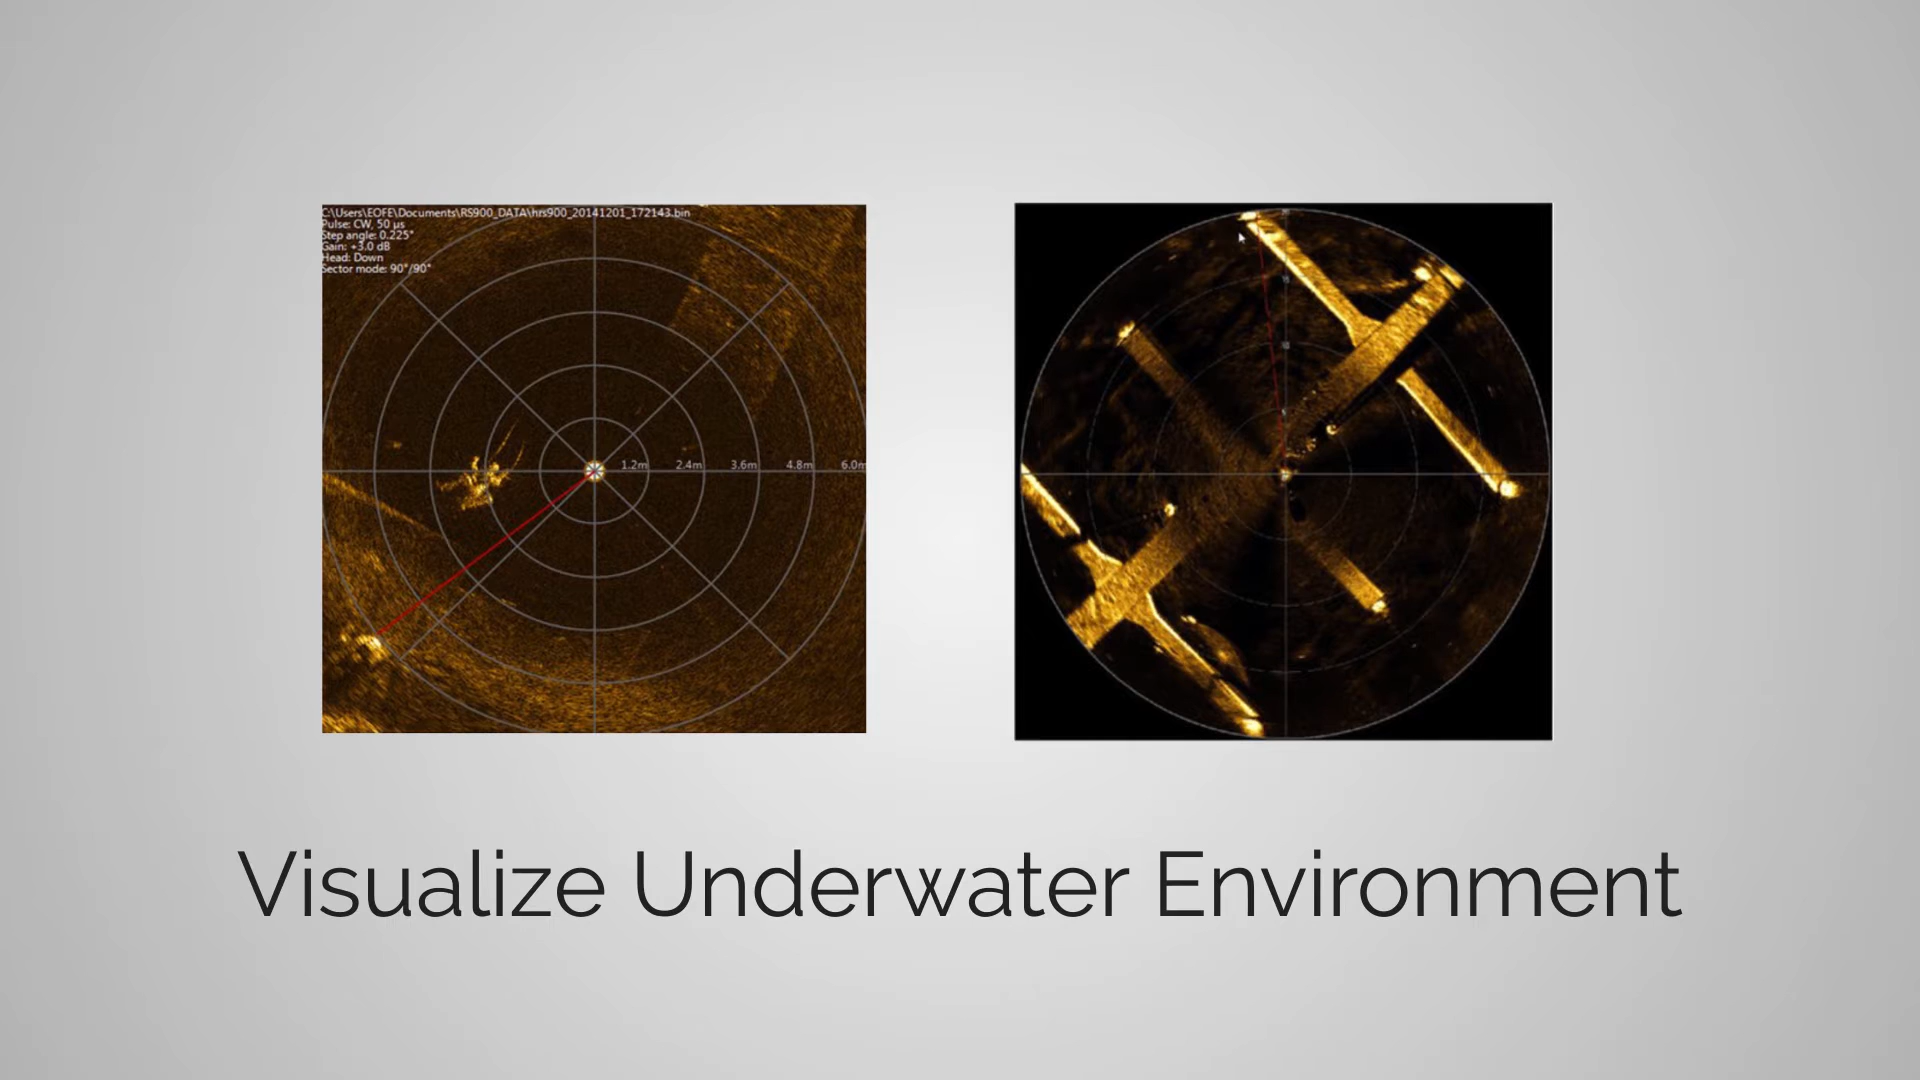 C:\Users\EOFE\Documents\RS900_DATA\hrs900_20141201_172143.bin
Pulse: CW, 50 µs
Step angle: 0.225°
Gain: +3.0 dB
Head: Down
Sector mode: 90°/90°
1.2m 2.4m 3.6m 4.8m 6.0m
Visualize Underwater Environment